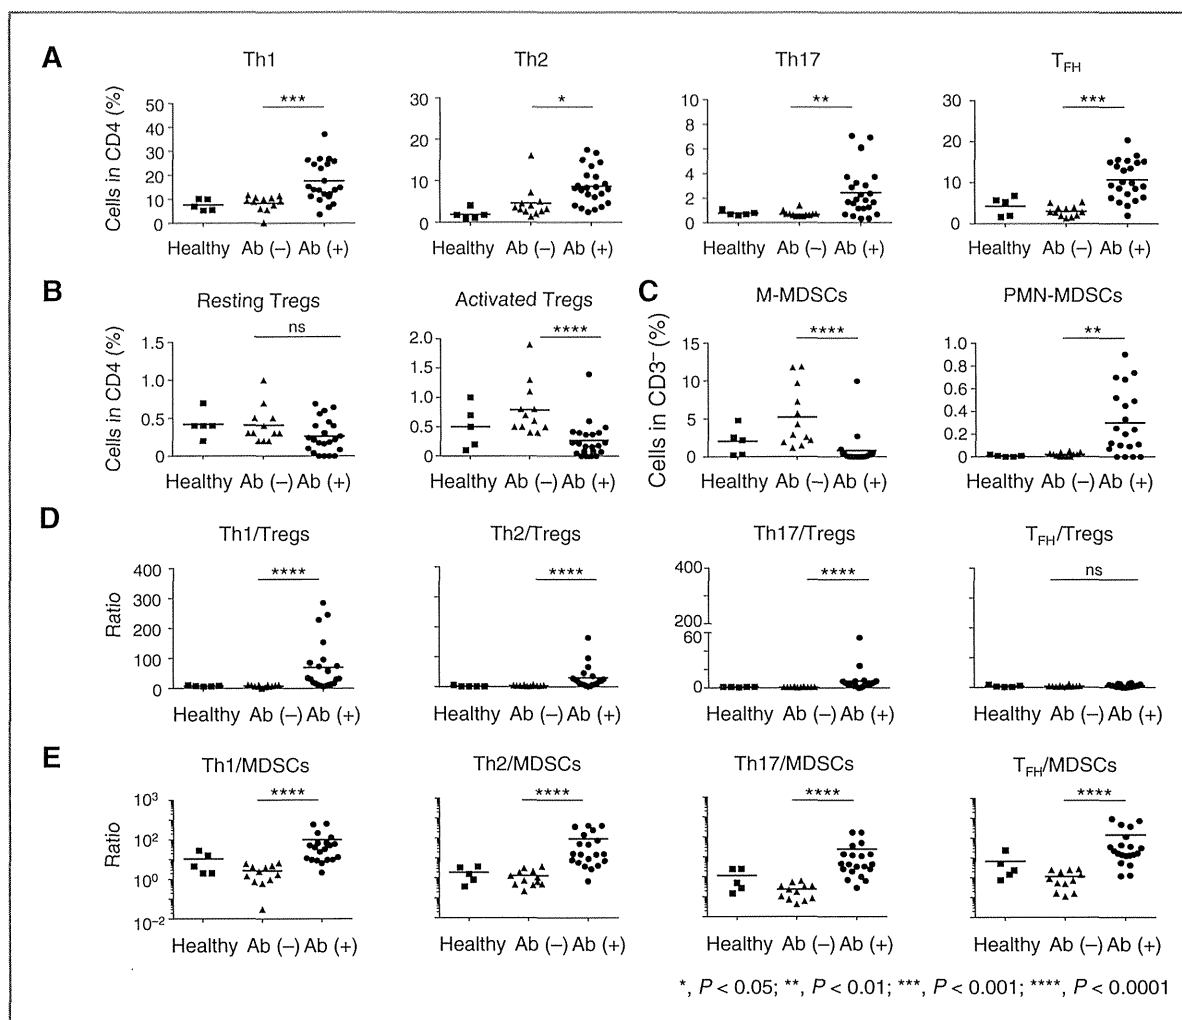 A
Th1
Th2
Th17
TFH
Cells in CD4 (%)
50
40
30
20
10
0
***
Healthy Ab (–) Ab (+)
30
20
10
0
*
Healthy Ab (–) Ab (+)
10
8
6
4
2
0
**
Healthy Ab (–) Ab (+)
30
20
10
0
***
Healthy Ab (–) Ab (+)
B
Resting Tregs
Cells in CD4 (%)
1.5
1.0
0.5
0
ns
Healthy Ab (–) Ab (+)
Activated Tregs
2.0
1.5
1.0
0.5
0
****
Healthy Ab (–) Ab (+)
C
M-MDSCs
Cells in CD3– (%)
15
10
5
0
****
Healthy Ab (–) Ab (+)
PMN-MDSCs
1.0
0.8
0.6
0.4
0.2
0
**
Healthy Ab (–) Ab (+)
D
Th1/Tregs
Ratio
400
300
200
100
0
****
Healthy Ab (–) Ab (+)
Th2/Tregs
****
Healthy Ab (–) Ab (+)
Th17/Tregs
400
200
60
0
****
Healthy Ab (–) Ab (+)
TFH/Tregs
ns
Healthy Ab (–) Ab (+)
E
Th1/MDSCs
Ratio
10³
10²
10⁰
10⁻²
****
Healthy Ab (–) Ab (+)
Th2/MDSCs
****
Healthy Ab (–) Ab (+)
Th17/MDSCs
****
Healthy Ab (–) Ab (+)
TFH/MDSCs
****
Healthy Ab (–) Ab (+)
*, P < 0.05; **, P < 0.01; ***, P < 0.001; ****, P < 0.0001